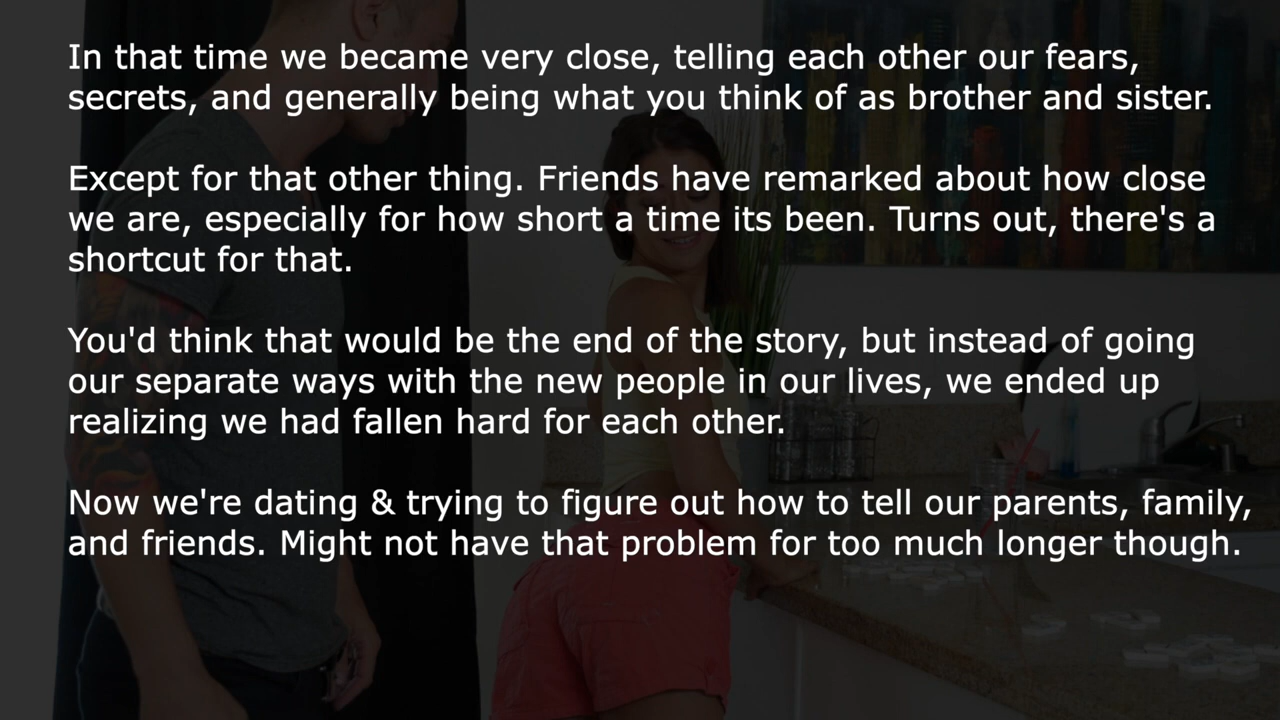 In that time we became very close, telling each other our fears,
secrets, and generally being what you think of as brother and sister.
Except for that other thing. Friends have remarked about how close
we are, especially for how short a time its been. Turns out, there's a
shortcut for that.
You'd think that would be the end of the story, but instead of going
our separate ways with the new people in our lives, we ended up
realizing we had fallen hard for each other.
Now we're dating & trying to figure out how to tell our parents, family,
and friends. Might not have that problem for too much longer though.